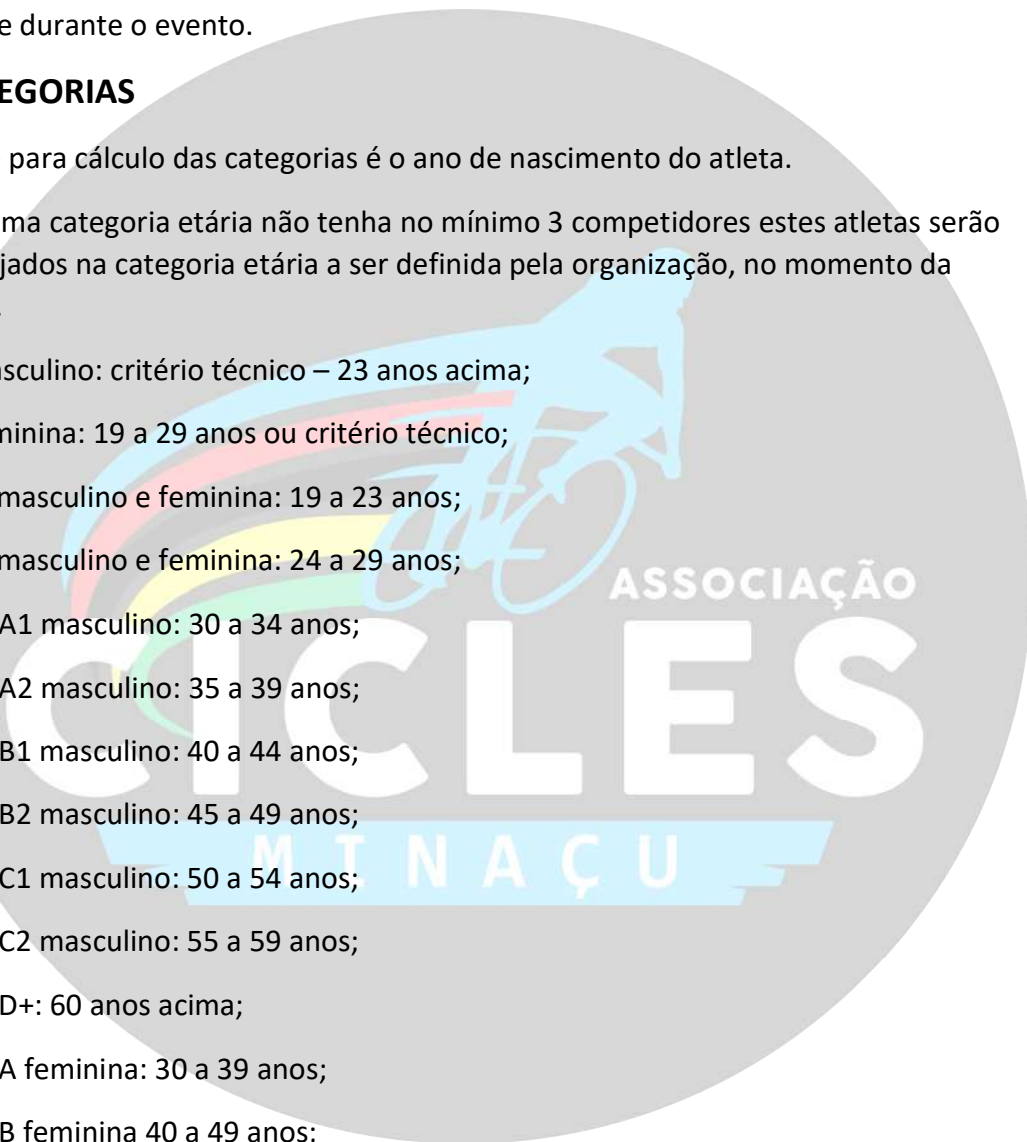 e durante o evento.
EGORIAS
para cálculo das categorias é o ano de nascimento do atleta.
ma categoria etária não tenha no mínimo 3 competidores estes atletas serão
jados na categoria etária a ser definida pela organização, no momento da
sculino: critério técnico – 23 anos acima;
minina: 19 a 29 anos ou critério técnico;
masculino e feminina: 19 a 23 anos;
masculino e feminina: 24 a 29 anos;
ASSOCIAÇÃO
A1 masculino: 30 a 34 anos;
CICLES
A2 masculino: 35 a 39 anos;
B1 masculino: 40 a 44 anos;
B2 masculino: 45 a 49 anos;
MINAÇU
C1 masculino: 50 a 54 anos;
C2 masculino: 55 a 59 anos;
D+: 60 anos acima;
A feminina: 30 a 39 anos;
B feminina 40 a 49 anos;